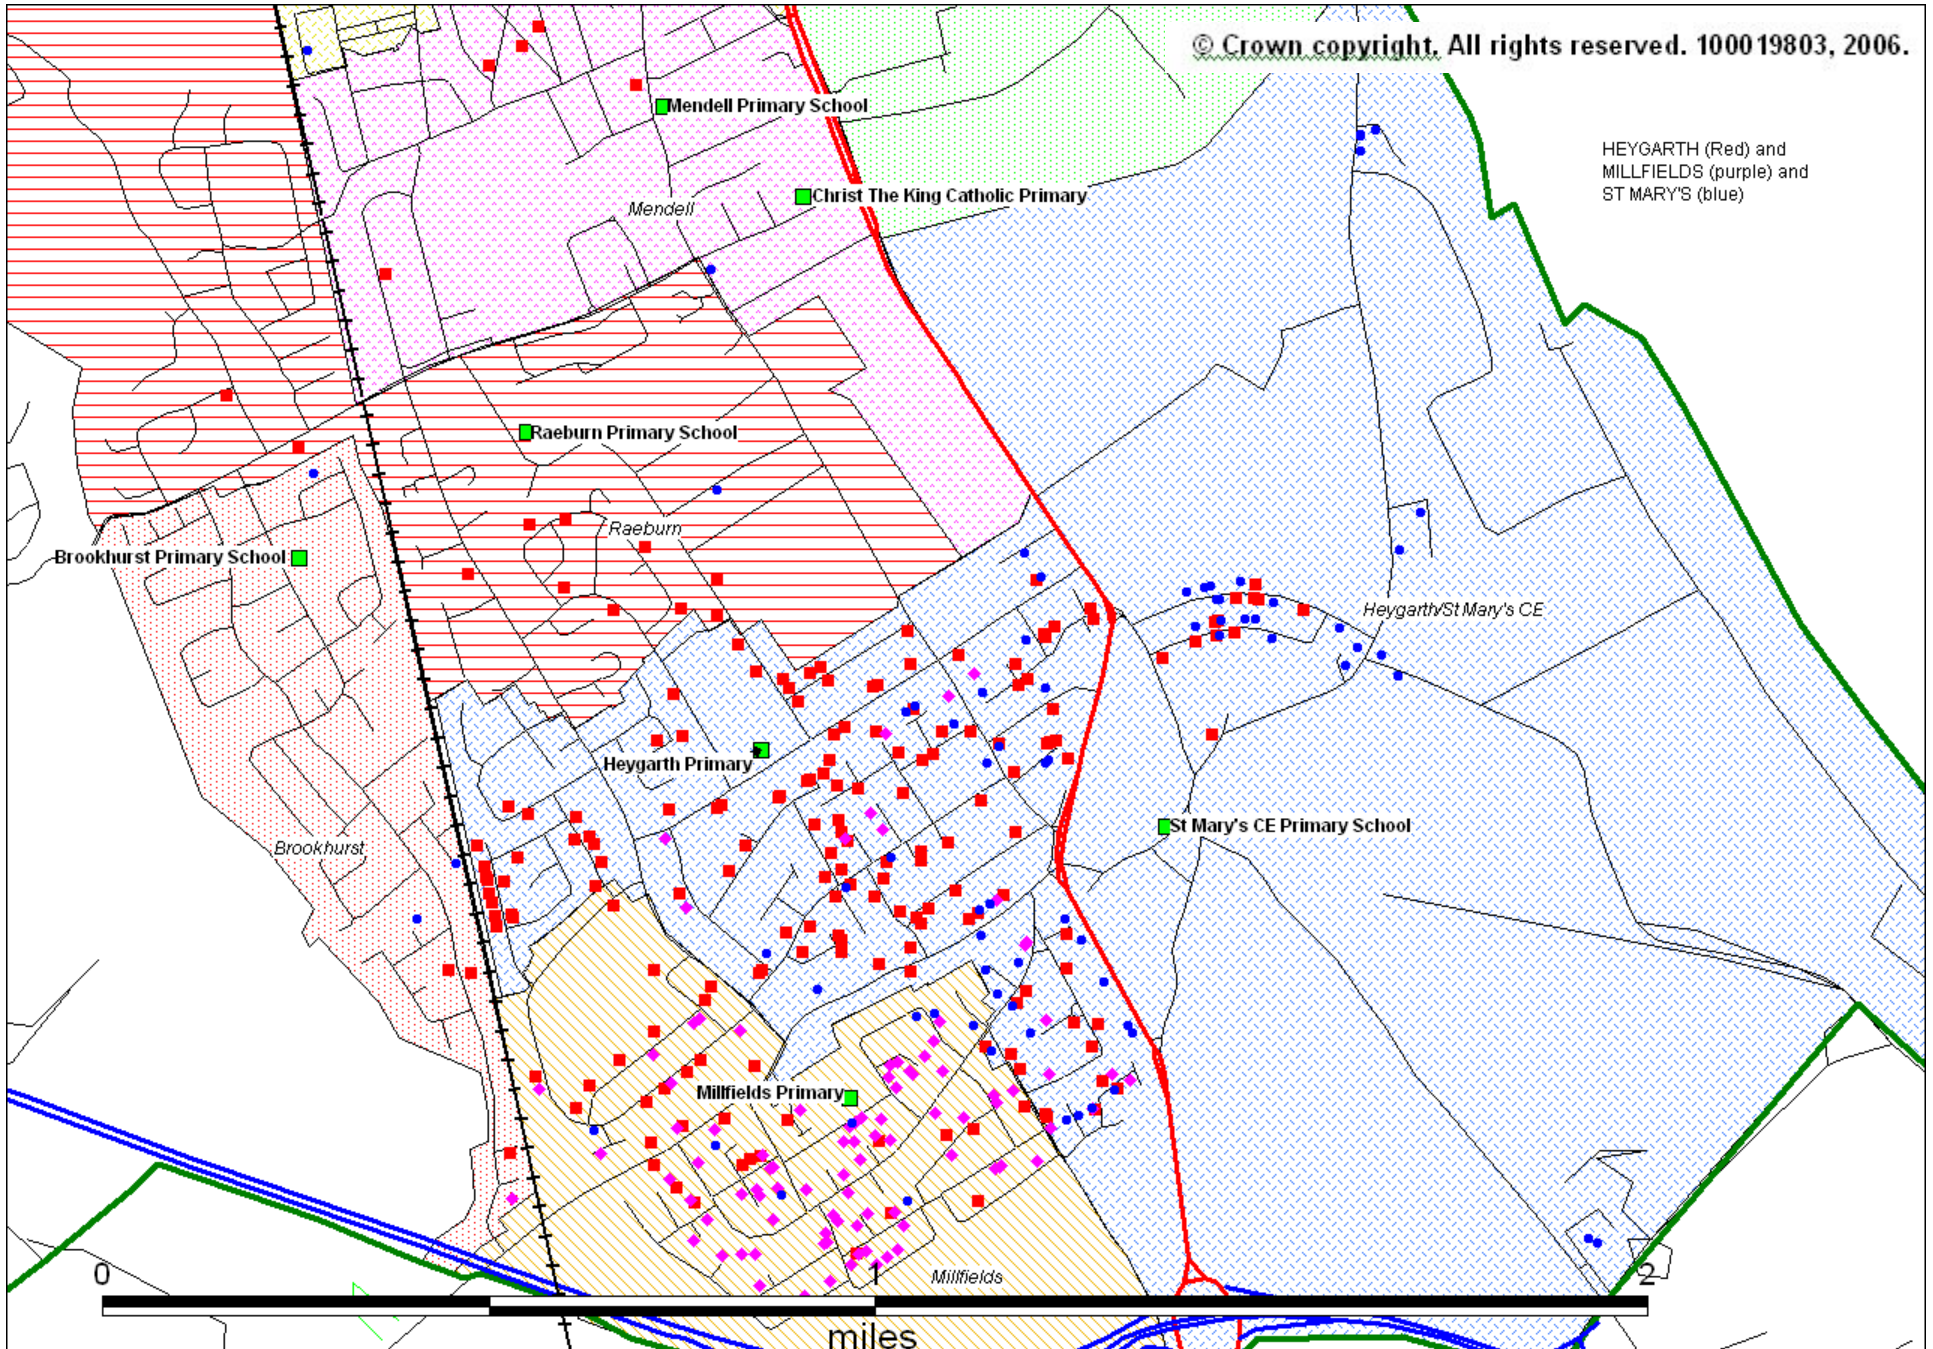 © Crown copyright. All rights reserved. 100019803, 2006.
Mendell Primary School
HEYGARTH (Red) and
MILLFIELDS (purple) and
ST MARY'S (blue)
Christ The King Catholic Primary
Mendell
Raeburn Primary School
Raeburn
Brookhurst Primary School
Heygarth/St Mary's CE
Heygarth Primary
St Mary's CE Primary School
Brookhurst
Millfields Primary
Millfields
0 1 2
miles